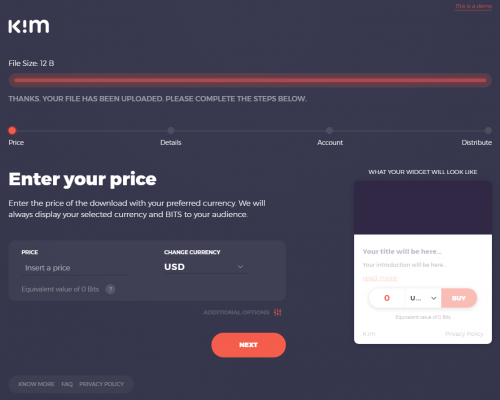 This is a demo
K!m
File Size: 12 B
THANKS. YOUR FILE HAS BEEN UPLOADED. PLEASE COMPLETE THE STEPS BELOW.
Price Details Account Distribute
Enter your price
Enter the price of the download with your preferred currency. We will
always display your selected currency and BITS to your audience.
PRICE CHANGE CURRENCY
Insert a price USD
Equivalent value of 0 Bits ?
ADDITIONAL OPTIONS
NEXT
WHAT YOUR WIDGET WILL LOOK LIKE
Your title will be here...
Your introduction will be here...
read more
0 U... BUY
Equivalent value of 0 Bits
K!m Privacy Policy
KNOW MORE FAQ PRIVACY POLICY